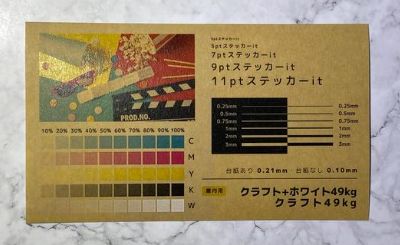 5ptステッカーit
7ptステッカーit
9ptステッカーit
11ptステッカーit
PROD.NO.
10% 20% 30% 40% 50% 60% 70% 80% 90% 100%
C
M
Y
K
W
0.25mm 0.25mm
0.5mm 0.5mm
0.75mm 0.75mm
1mm 1mm
2mm 2mm
3mm 3mm
台紙あり 0.21mm 台紙なし 0.10mm
屋内用 クラフト+ホワイト49kg
クラフト49kg